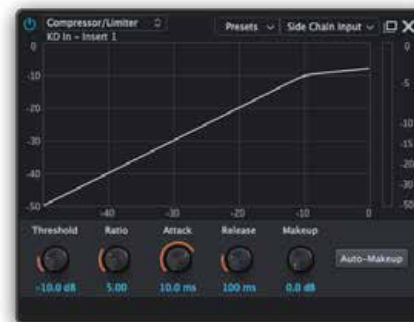 Compressor/Limiter
Presets
Side Chain Input
KD In - Insert 1
0
-10
-20
-30
-40
-50
-40
-30
-20
-10
0
0
-5
-10
-15
-20
-30
-50
Threshold Ratio Attack Release Makeup
-10.0 dB 5.00 10.0 ms 100 ms 0.0 dB
Auto-Makeup